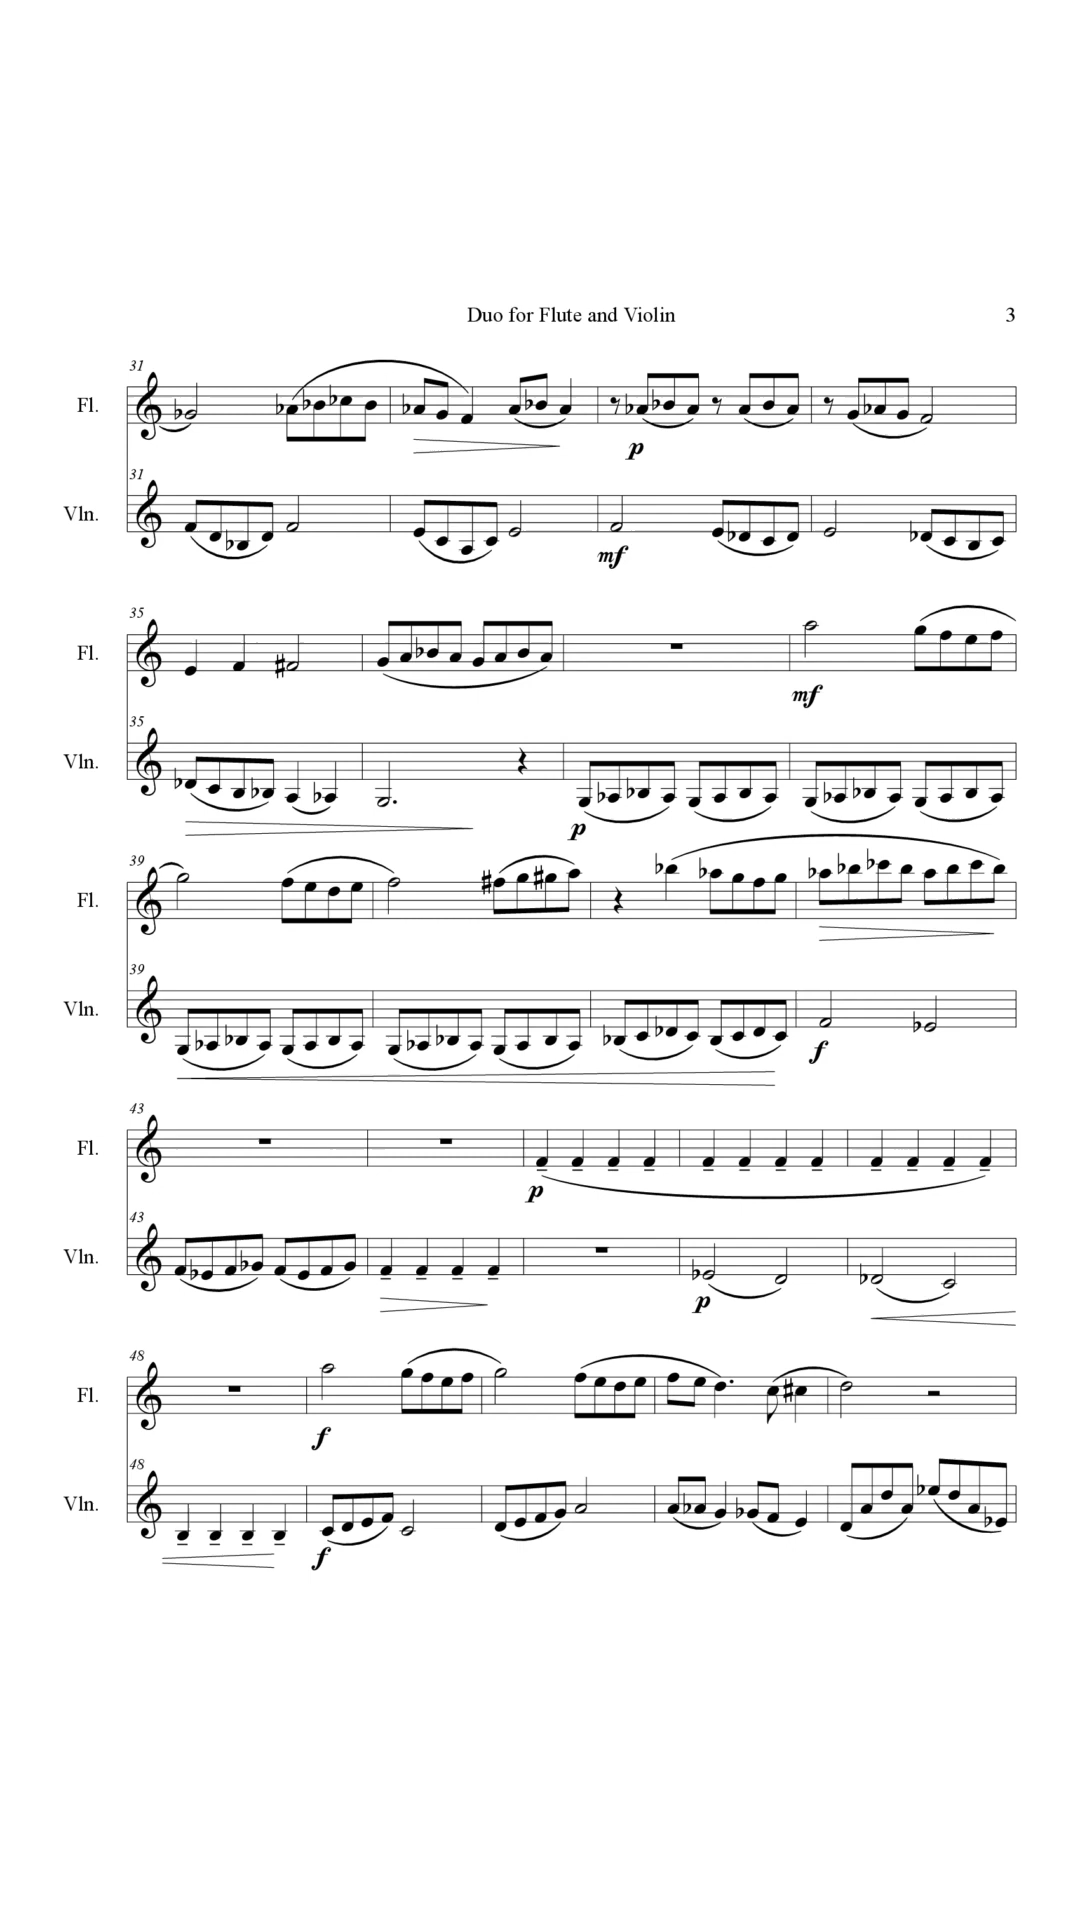 Duo for Flute and Violin 3
31
Fl.
p
31
Vln.
mf
35
Fl.
mf
35
Vln.
p
39
Fl.
39
Vln.
f
43
Fl.
p
43
Vln.
p
48
Fl.
f
48
Vln.
f